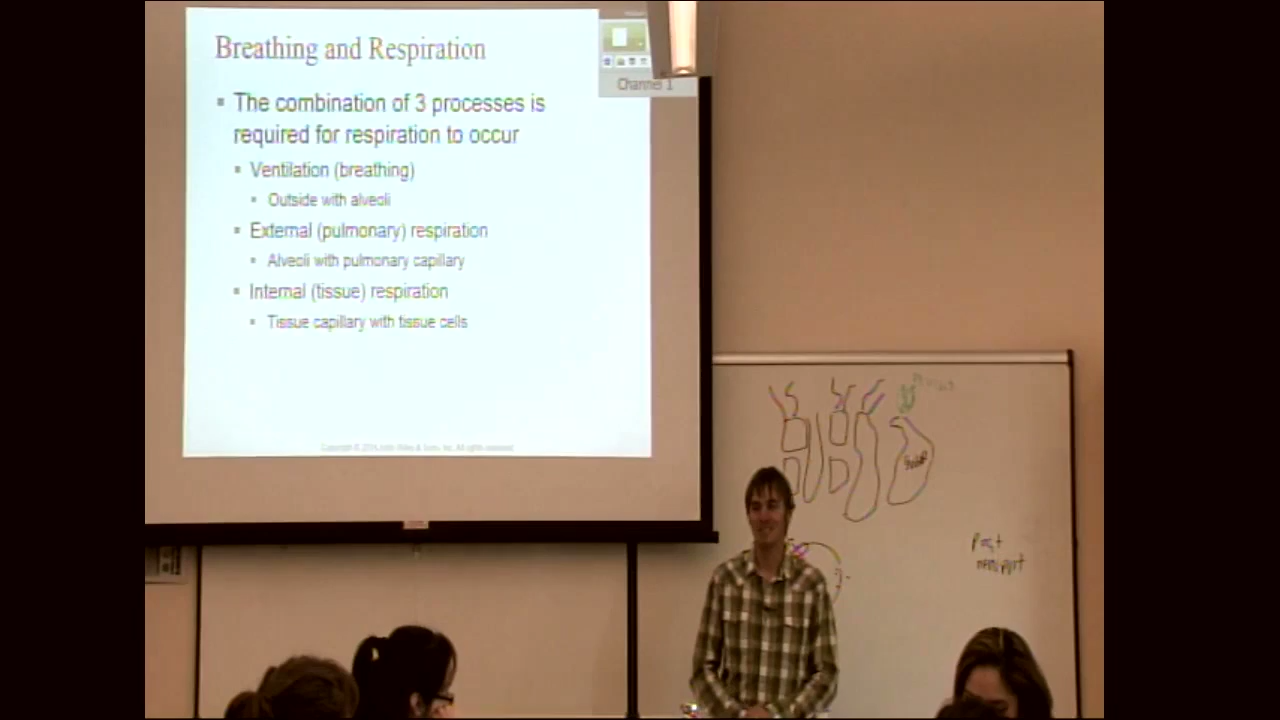 Breathing and Respiration
Channel 1
▪ The combination of 3 processes is
required for respiration to occur
▪ Ventilation (breathing)
▪ Outside with alveoli
▪ External (pulmonary) respiration
▪ Alveoli with pulmonary capillary
▪ Internal (tissue) respiration
▪ Tissue capillary with tissue cells
Post